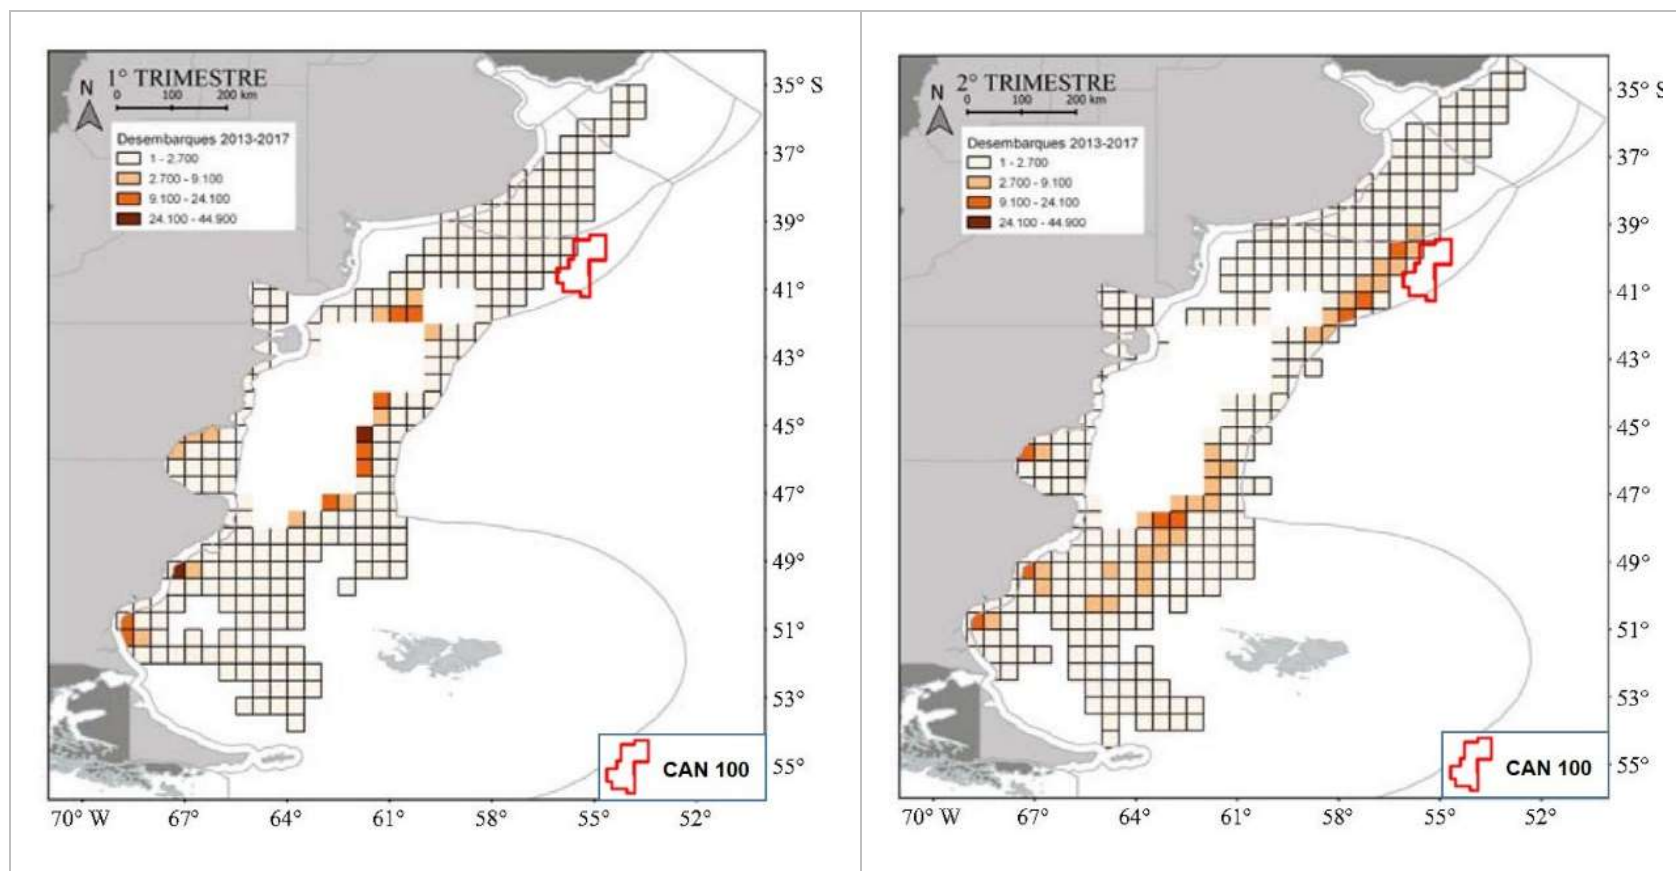 1° TRIMESTRE
N
0 100 200 km
Desembarques 2013-2017
1 - 2.700
2.700 - 9.100
9.100 - 24.100
24.100 - 44.900
35° S
37°
39°
41°
43°
45°
47°
49°
51°
53°
55°
CAN 100
70° W 67° 64° 61° 58° 55° 52°
2° TRIMESTRE
N
0 100 200 km
Desembarques 2013-2017
1 - 2.700
2.700 - 9.100
9.100 - 24.100
24.100 - 44.900
35° S
37°
39°
41°
43°
45°
47°
49°
51°
53°
55°
CAN 100
70° W 67° 64° 61° 58° 55° 52°